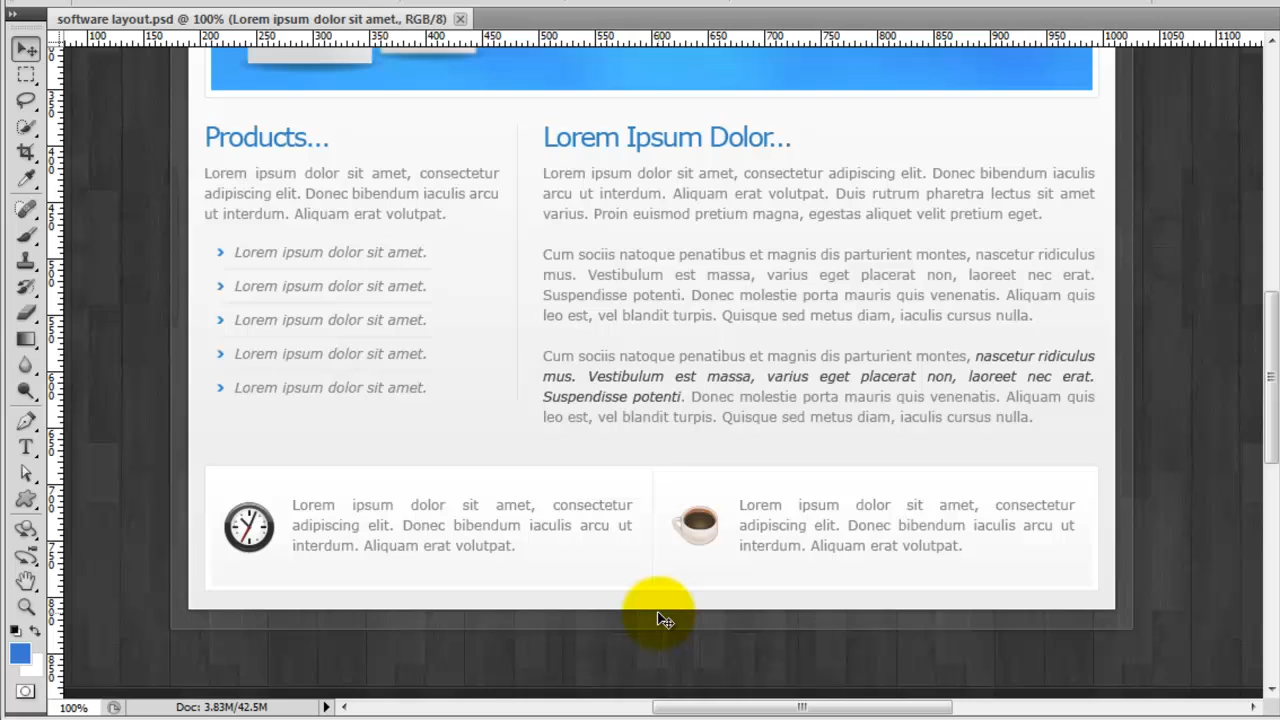 software layout.psd @ 100% (Lorem ipsum dolor sit amet., RGB/8)
100 150 200 250 300 350 400 450 500 550 600 650 700 750 800 850 900 950 1000 1050 1100
Products...
Lorem ipsum dolor sit amet, consectetur
adipiscing elit. Donec bibendum iaculis arcu
ut interdum. Aliquam erat volutpat.
Lorem ipsum dolor sit amet.
Lorem ipsum dolor sit amet.
Lorem ipsum dolor sit amet.
Lorem ipsum dolor sit amet.
Lorem ipsum dolor sit amet.
Lorem Ipsum Dolor...
Lorem ipsum dolor sit amet, consectetur adipiscing elit. Donec bibendum iaculis
arcu ut interdum. Aliquam erat volutpat. Duis rutrum pharetra lectus sit amet
varius. Proin euismod pretium magna, egestas aliquet velit pretium eget.
Cum sociis natoque penatibus et magnis dis parturient montes, nascetur ridiculus
mus. Vestibulum est massa, varius eget placerat non, laoreet nec erat.
Suspendisse potenti. Donec molestie porta mauris quis venenatis. Aliquam quis
leo est, vel blandit turpis. Quisque sed metus diam, iaculis cursus nulla.
Cum sociis natoque penatibus et magnis dis parturient montes, nascetur ridiculus
mus. Vestibulum est massa, varius eget placerat non, laoreet nec erat.
Suspendisse potenti. Donec molestie porta mauris quis venenatis. Aliquam quis
leo est, vel blandit turpis. Quisque sed metus diam, iaculis cursus nulla.
Lorem ipsum dolor sit amet, consectetur
adipiscing elit. Donec bibendum iaculis arcu ut
interdum. Aliquam erat volutpat.
Lorem ipsum dolor sit amet, consectetur
adipiscing elit. Donec bibendum iaculis arcu ut
interdum. Aliquam erat volutpat.
100%
Doc: 3.83M/42.5M